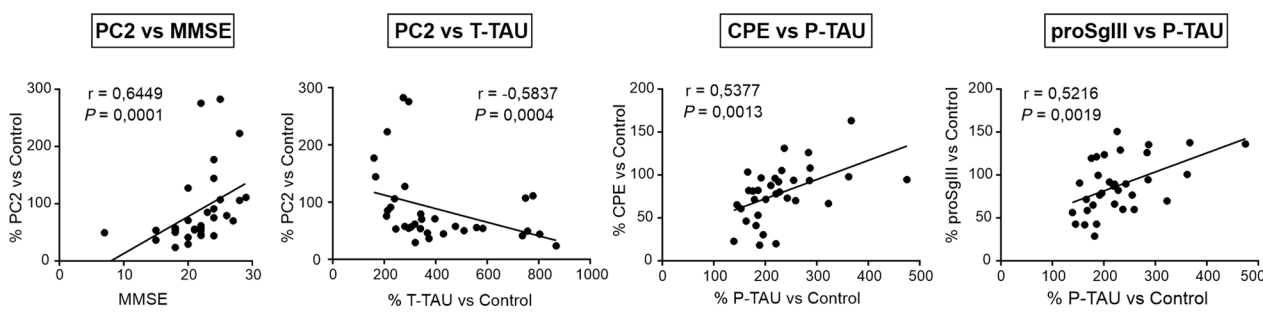 PC2 vs MMSE
r = 0,6449
P = 0,0001
% PC2 vs Control
300
200
100
0
0
10
20
30
MMSE
PC2 vs T-TAU
r = -0,5837
P = 0,0004
% PC2 vs Control
300
200
100
0
0
200
400
600
800
1000
% T-TAU vs Control
CPE vs P-TAU
r = 0,5377
P = 0,0013
% CPE vs Control
200
150
100
50
0
0
100
200
300
400
500
% P-TAU vs Control
proSgIII vs P-TAU
r = 0,5216
P = 0,0019
% proSgIII vs Control
200
150
100
50
0
0
100
200
300
400
500
% P-TAU vs Control